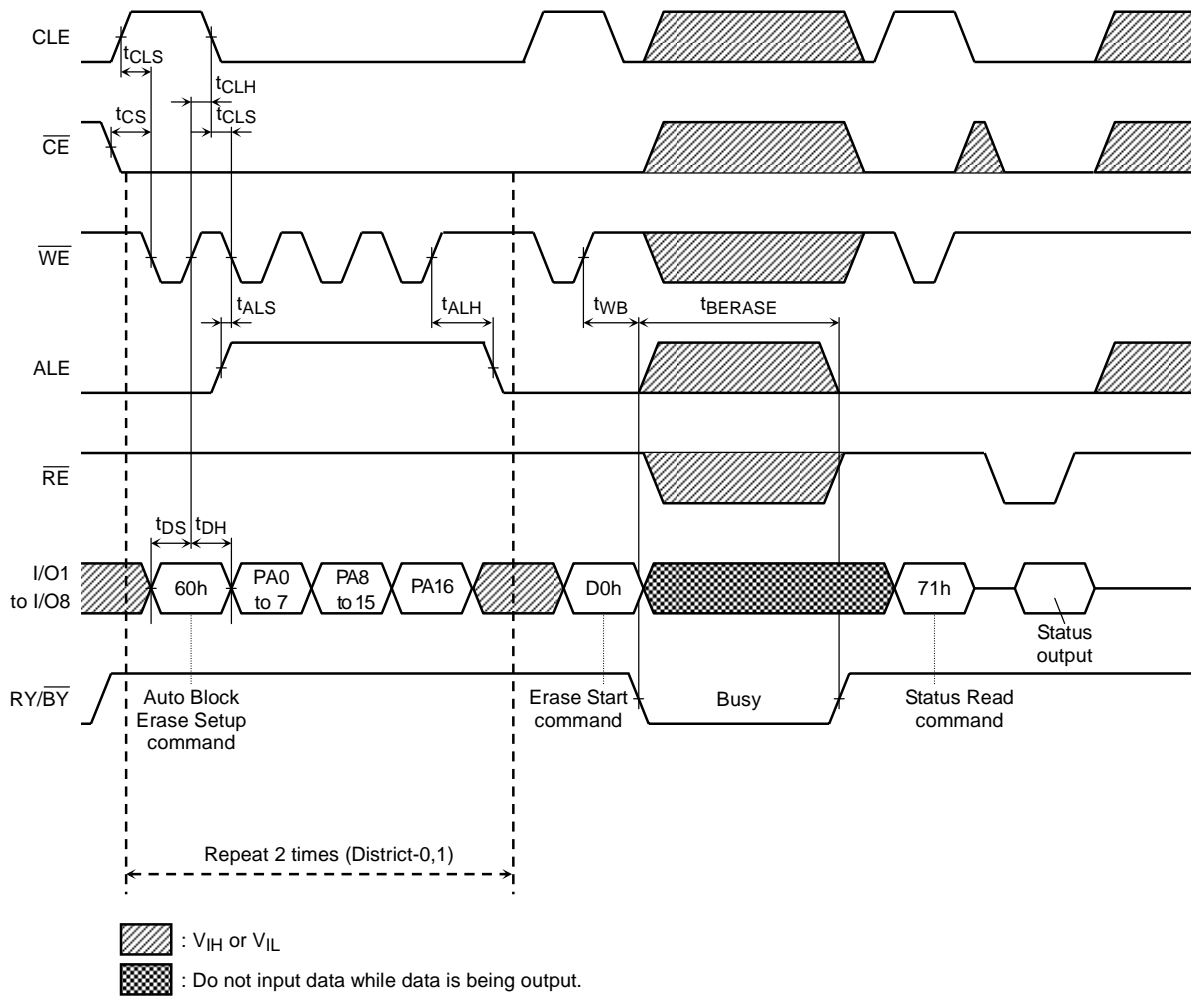 CLE
tCLS
tCLH
tCS
tCLS
CE
WE
tALS
tALH
tWB
tBERASE
ALE
RE
tDS
tDH
I/O1
to I/O8
60h
PA0
to 7
PA8
to 15
PA16
D0h
71h
Status
output
RY/BY
Auto Block
Erase Setup
command
Erase Start
command
Busy
Status Read
command
Repeat 2 times (District-0,1)
: VIH or VIL
: Do not input data while data is being output.